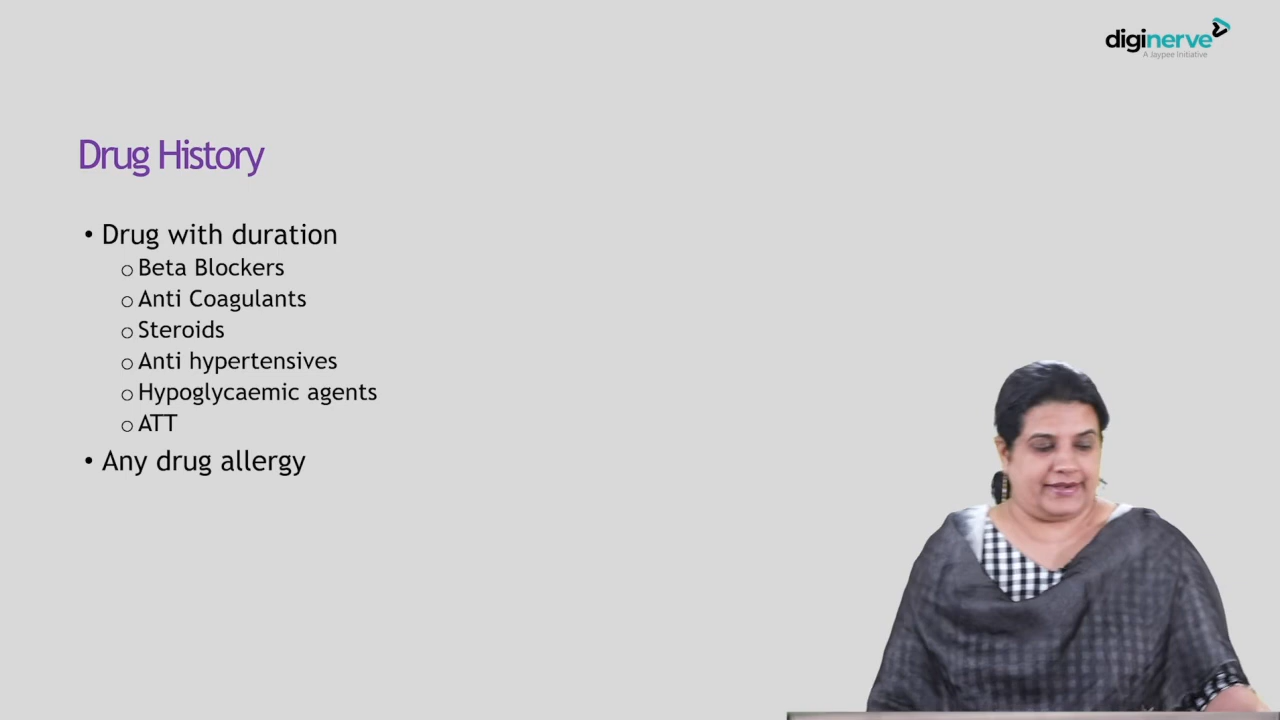 diginerve
A Jaypee Initiative
Drug History
• Drug with duration
o Beta Blockers
o Anti Coagulants
o Steroids
o Anti hypertensives
o Hypoglycaemic agents
o ATT
• Any drug allergy